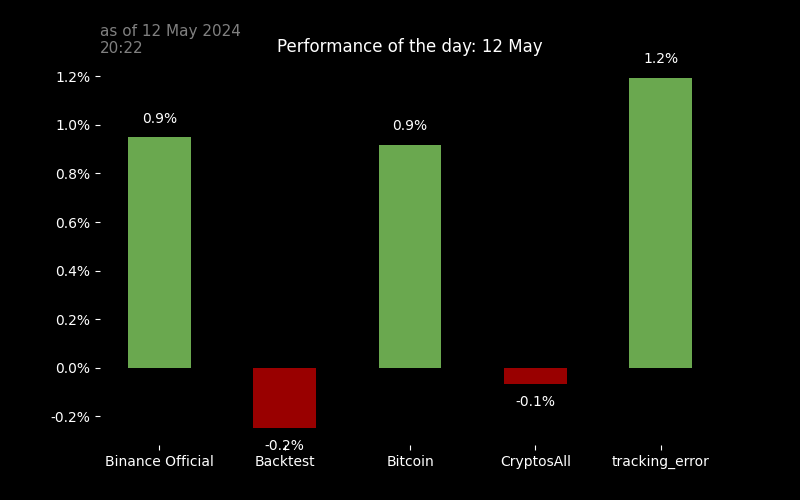 as of 12 May 2024
20:22
Performance of the day: 12 May
1.2%
1.0%
0.8%
0.6%
0.4%
0.2%
0.0%
-0.2%
0.9%
-0.2%
0.9%
-0.1%
1.2%
Binance Official
Backtest
Bitcoin
CryptosAll
tracking_error